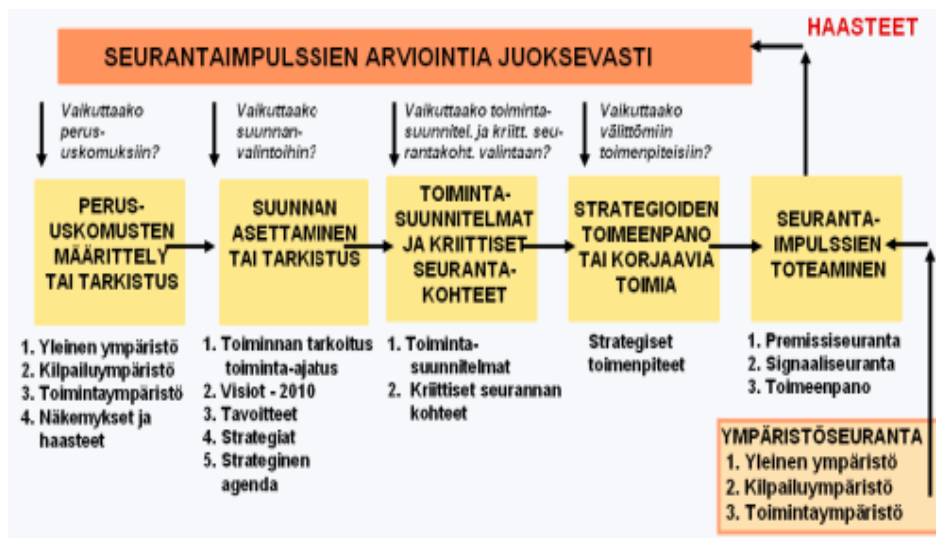 HAASTEET
SEURANTAIMPULSSIEN ARVIOINTIA JUOKSEVASTI
Vaikuttaako
perus-
uskomuksiin?
Vaikuttaako
suunnan-
valintoihin?
Vaikuttaako toiminta-
suunnitel. ja kriitt. seu-
rantakoht. valintaan?
Vaikuttaako
välittömiin
toimenpiteisiin?
PERUS-
USKOMUSTEN
MÄÄRITTELY
TAI TARKISTUS
SUUNNAN
ASETTAMINEN
TAI TARKISTUS
TOIMINTA-
SUUNNITELMAT
JA KRIITTISET
SEURANTA-
KOHTEET
STRATEGIOIDEN
TOIMEENPANO
TAI KORJAAVIA
TOIMIA
SEURANTA-
IMPULSSIEN
TOTEAMINEN
1. Yleinen ympäristö
2. Kilpailuympäristö
3. Toimintaympäristö
4. Näkemykset ja
haasteet
1. Toiminnan tarkoitus
toiminta-ajatus
2. Visiot - 2010
3. Tavoitteet
4. Strategiat
5. Strateginen
agenda
1. Toiminta-
suunnitelmat
2. Kriittiset seurannan
kohteet
Strategiset
toimenpiteet
1. Premissiseuranta
2. Signaaliseuranta
3. Toimeenpano
YMPÄRISTÖSEURANTA
1. Yleinen ympäristö
2. Kilpailuympäristö
3. Toimintaympäristö